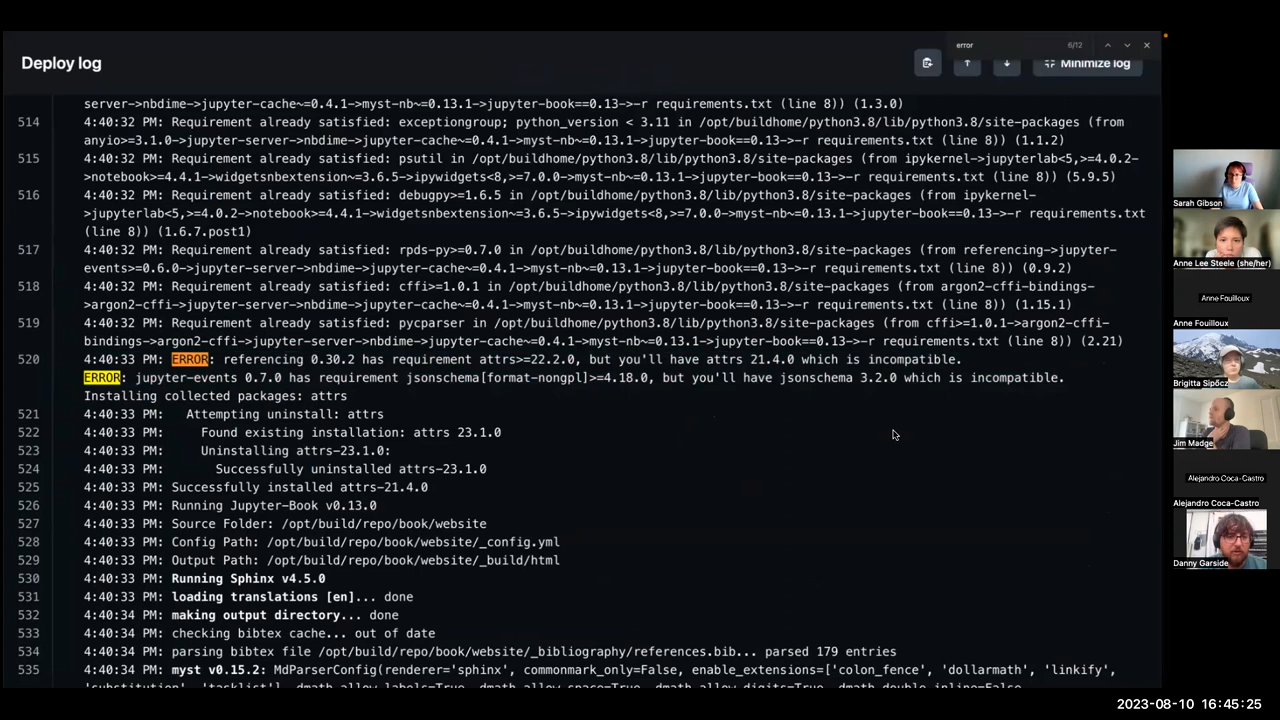 error
6/12
Deploy log
Minimize log
server->nbdime->jupyter-cache~=0.4.1->myst-nb~=0.13.1->jupyter-book==0.13->-r requirements.txt (line 8)) (1.3.0)
514 4:40:32 PM: Requirement already satisfied: exceptiongroup; python_version < 3.11 in /opt/buildhome/python3.8/lib/python3.8/site-packages (from
anyio>=3.1.0->jupyter-server->nbdime->jupyter-cache~=0.4.1->myst-nb~=0.13.1->jupyter-book==0.13->-r requirements.txt (line 8)) (1.1.2)
515 4:40:32 PM: Requirement already satisfied: psutil in /opt/buildhome/python3.8/lib/python3.8/site-packages (from ipykernel->jupyterlab<5,>=4.0.2-
>notebook>=4.4.1->widgetsnbextension~=3.6.5->ipywidgets<8,>=7.0.0->myst-nb~=0.13.1->jupyter-book==0.13->-r requirements.txt (line 8)) (5.9.5)
516 4:40:32 PM: Requirement already satisfied: debugpy>=1.6.5 in /opt/buildhome/python3.8/lib/python3.8/site-packages (from ipykernel-
>jupyterlab<5,>=4.0.2->notebook>=4.4.1->widgetsnbextension~=3.6.5->ipywidgets<8,>=7.0.0->myst-nb~=0.13.1->jupyter-book==0.13->-r requirements.txt
(line 8)) (1.6.7.post1)
517 4:40:32 PM: Requirement already satisfied: rpds-py>=0.7.0 in /opt/buildhome/python3.8/lib/python3.8/site-packages (from referencing->jupyter-
events>=0.6.0->jupyter-server->nbdime->jupyter-cache~=0.4.1->myst-nb~=0.13.1->jupyter-book==0.13->-r requirements.txt (line 8)) (0.9.2)
518 4:40:32 PM: Requirement already satisfied: cffi>=1.0.1 in /opt/buildhome/python3.8/lib/python3.8/site-packages (from argon2-cffi-bindings-
>argon2-cffi->jupyter-server->nbdime->jupyter-cache~=0.4.1->myst-nb~=0.13.1->jupyter-book==0.13->-r requirements.txt (line 8)) (1.15.1)
519 4:40:32 PM: Requirement already satisfied: pycparser in /opt/buildhome/python3.8/lib/python3.8/site-packages (from cffi>=1.0.1->argon2-cffi-
bindings->argon2-cffi->jupyter-server->nbdime->jupyter-cache~=0.4.1->myst-nb~=0.13.1->jupyter-book==0.13->-r requirements.txt (line 8)) (2.21)
520 4:40:33 PM: ERROR: referencing 0.30.2 has requirement attrs>=22.2.0, but you'll have attrs 21.4.0 which is incompatible.
ERROR: jupyter-events 0.7.0 has requirement jsonschema[format-nongpl]>=4.18.0, but you'll have jsonschema 3.2.0 which is incompatible.
Installing collected packages: attrs
521 4:40:33 PM: Attempting uninstall: attrs
522 4:40:33 PM: Found existing installation: attrs 23.1.0
523 4:40:33 PM: Uninstalling attrs-23.1.0:
524 4:40:33 PM: Successfully uninstalled attrs-23.1.0
525 4:40:33 PM: Successfully installed attrs-21.4.0
526 4:40:33 PM: Running Jupyter-Book v0.13.0
527 4:40:33 PM: Source Folder: /opt/build/repo/book/website
528 4:40:33 PM: Config Path: /opt/build/repo/book/website/_config.yml
529 4:40:33 PM: Output Path: /opt/build/repo/book/website/_build/html
530 4:40:33 PM: Running Sphinx v4.5.0
531 4:40:33 PM: loading translations [en]... done
532 4:40:34 PM: making output directory... done
533 4:40:34 PM: checking bibtex cache... out of date
534 4:40:34 PM: parsing bibtex file /opt/build/repo/book/website/_bibliography/references.bib... parsed 179 entries
535 4:40:34 PM: myst v0.15.2: MdParserConfig(renderer='sphinx', commonmark_only=False, enable_extensions=['colon_fence', 'dollarmath', 'linkify',
'substitution', 'tasklist'], dmath_allow_labels=True, dmath_allow_space=True, dmath_allow_digits=True, dmath_double_inline=False,
Sarah Gibson
Anne Lee Steele (she/her)
Anne Fouilloux
Anne Fouilloux
Brigitta Sipőcz
Jim Madge
Alejandro Coca-Castro
Alejandro Coca-Castro
Danny Garside
2023-08-10 16:45:25